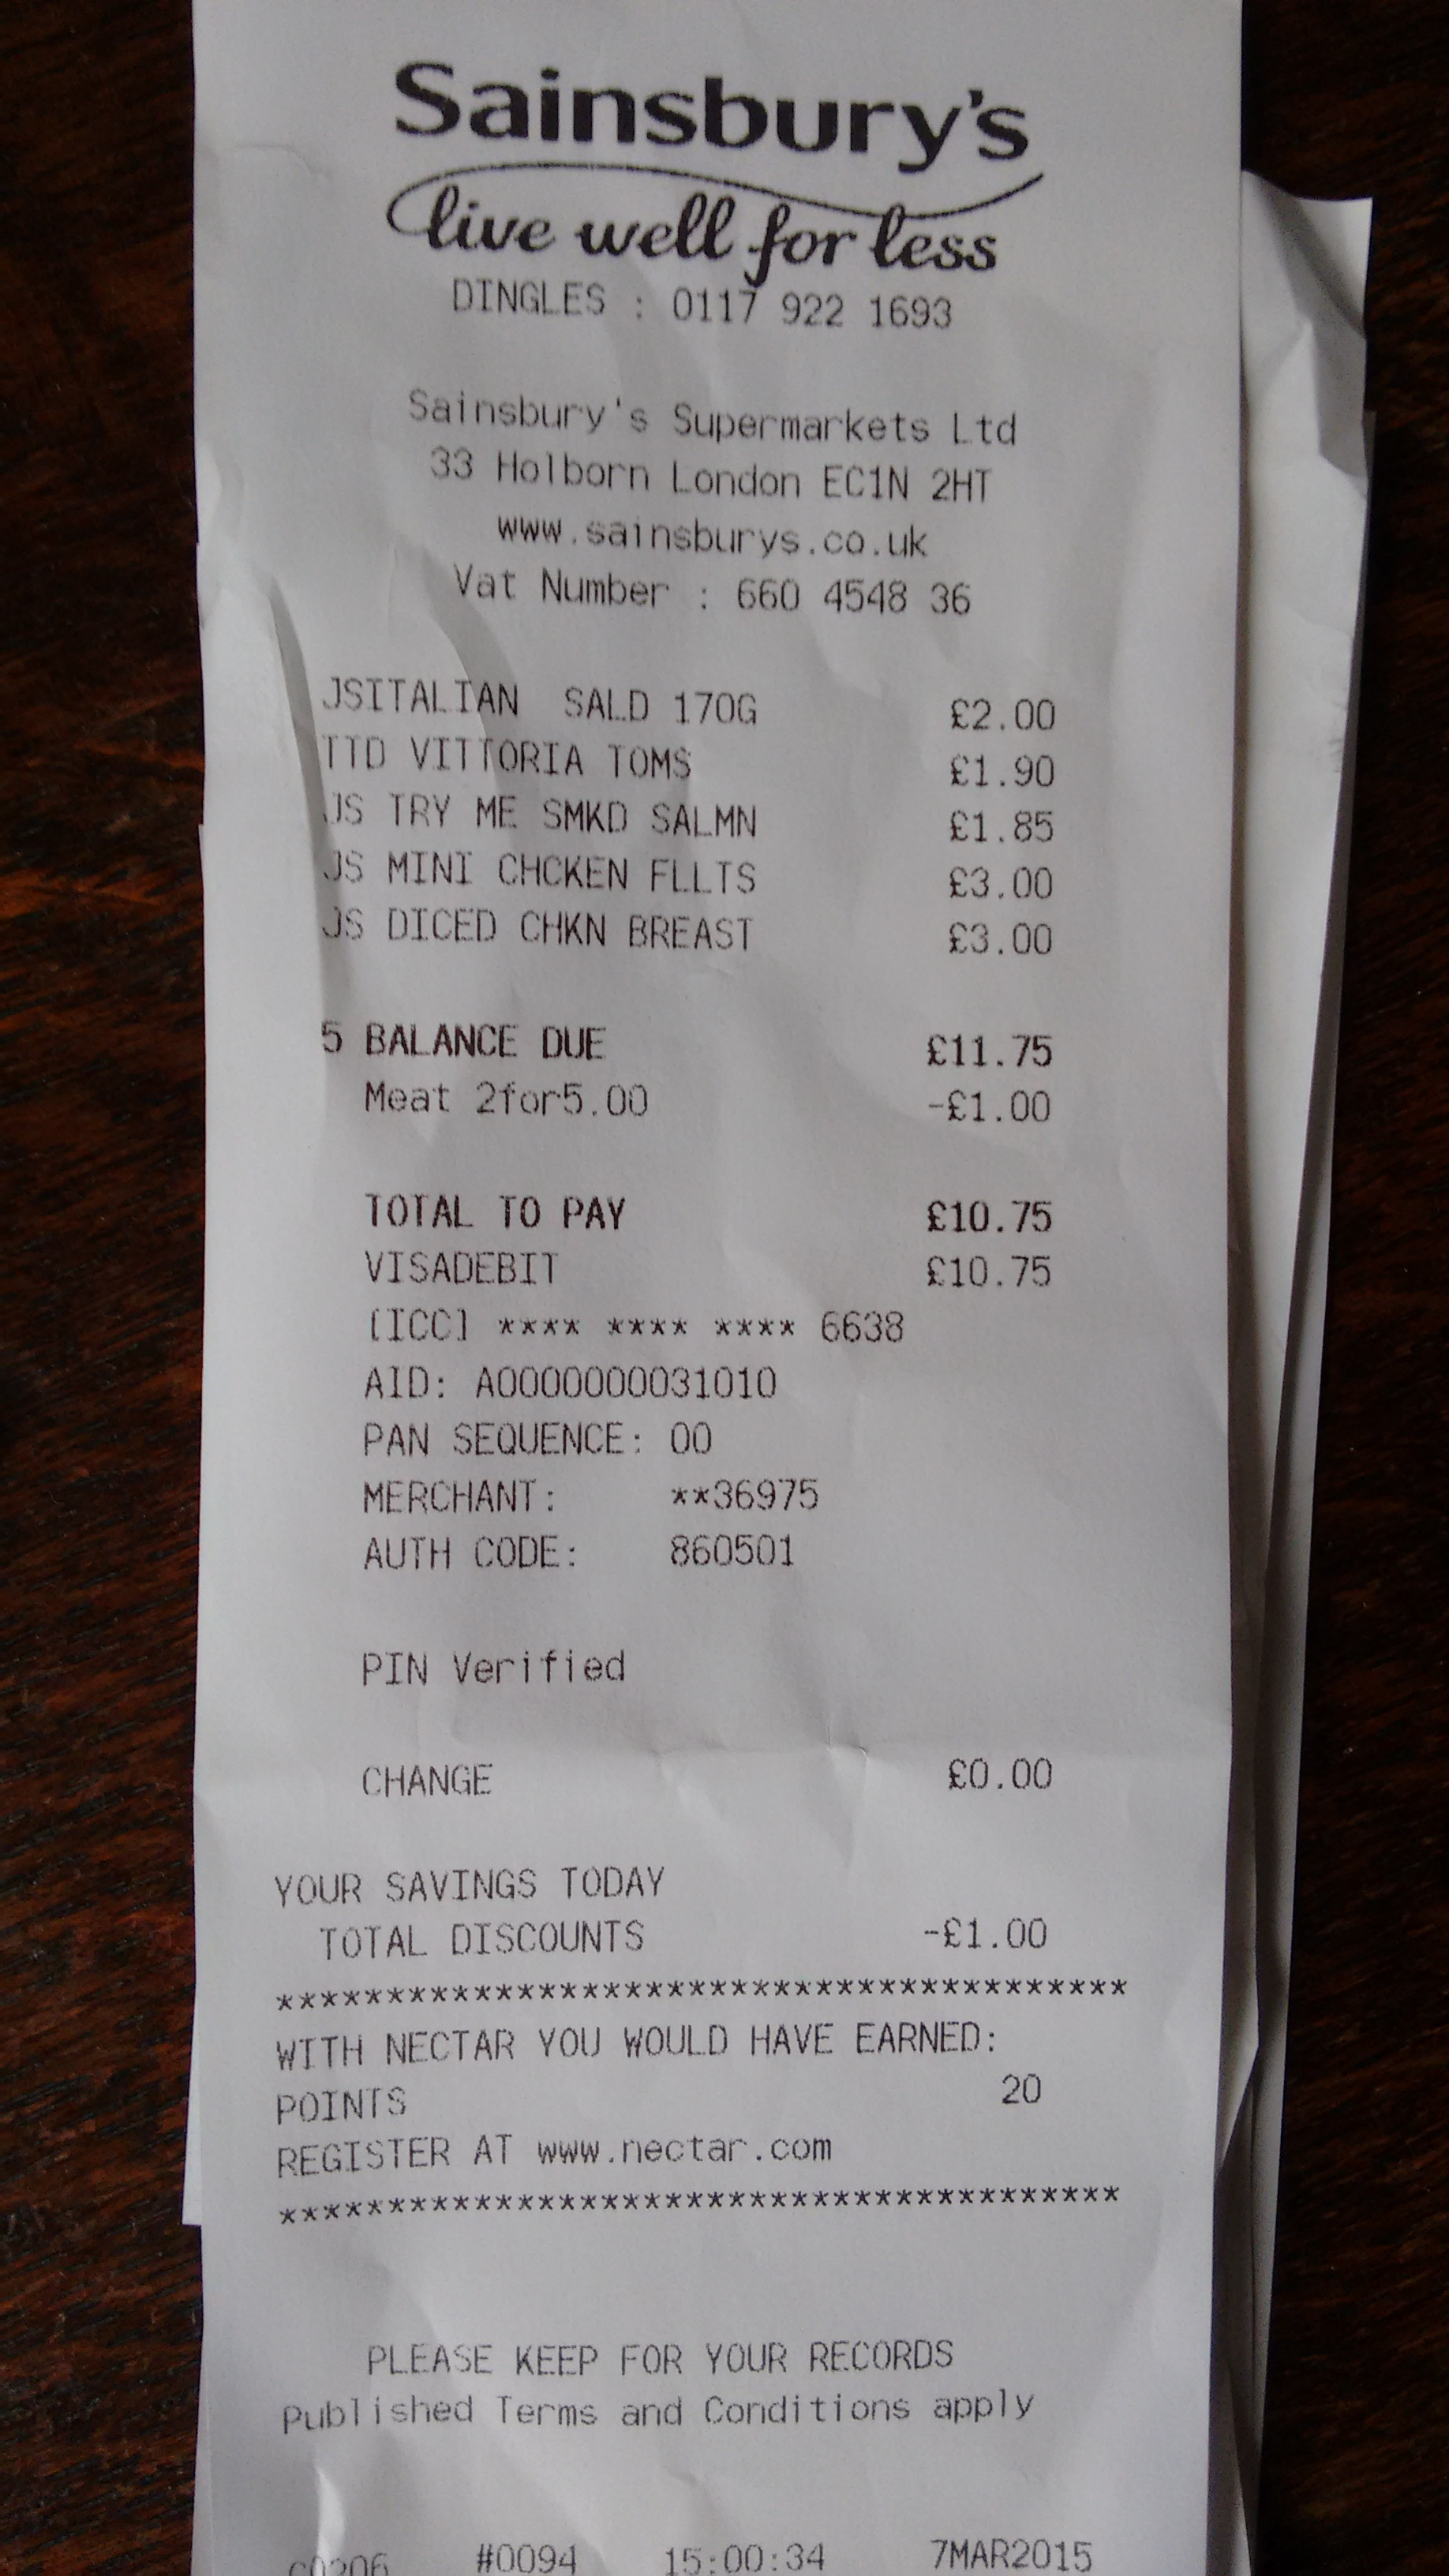 Sainsbury's
live well for less
DINGLES : 0117 922 1693
Sainsbury's Supermarkets Ltd
33 Holborn London EC1N 2HT
www.sainsburys.co.uk
Vat Number : 660 4548 36
JSITALIAN SALD 170G £2.00
TTD VITTORIA TOMS £1.90
JS TRY ME SMKD SALMN £1.85
JS MINI CHCKEN FLLTS £3.00
JS DICED CHKN BREAST £3.00
5 BALANCE DUE £11.75
Meat 2for5.00 -£1.00
TOTAL TO PAY £10.75
VISADEBIT £10.75
[ICC] **** **** **** 6638
AID: A0000000031010
PAN SEQUENCE: 00
MERCHANT: **36975
AUTH CODE: 860501
PIN Verified
CHANGE £0.00
YOUR SAVINGS TODAY
TOTAL DISCOUNTS -£1.00
****************************************
WITH NECTAR YOU WOULD HAVE EARNED:
POINTS 20
REGISTER AT www.nectar.com
****************************************
PLEASE KEEP FOR YOUR RECORDS
Published Terms and Conditions apply
#0094 15:00:34 7MAR2015